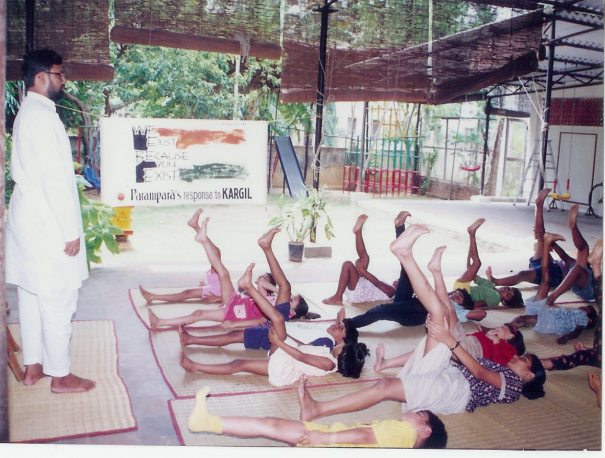 WE
EXIST
BECAUSE
YOU
EXIST
Parampara's response to KARGIL